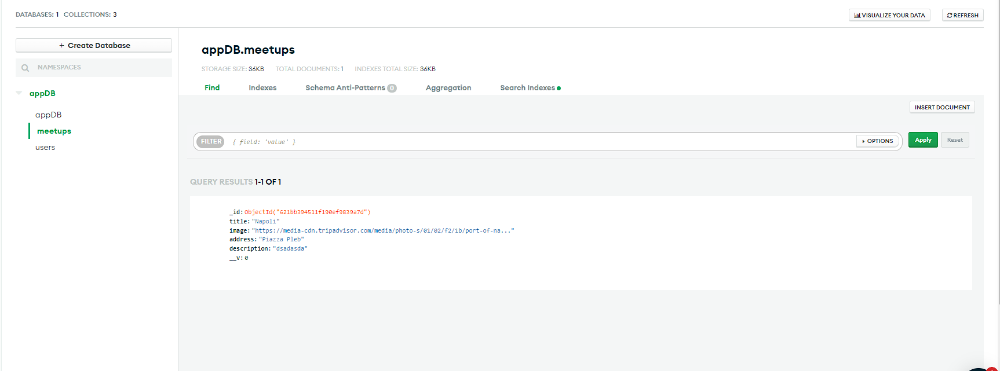 DATABASES: 1 COLLECTIONS: 3
VISUALIZE YOUR DATA
REFRESH
+ Create Database
NAMESPACES
appDB
appDB
meetups
users
appDB.meetups
STORAGE SIZE: 36KB TOTAL DOCUMENTS: 1 INDEXES TOTAL SIZE: 36KB
Find Indexes Schema Anti-Patterns 0 Aggregation Search Indexes
INSERT DOCUMENT
FILTER { field: 'value' } OPTIONS Apply Reset
QUERY RESULTS 1-1 OF 1
_id: ObjectId("621bb394511f190ef9839a7d")
title: "Napoli"
image: "https://media-cdn.tripadvisor.com/media/photo-s/01/02/f2/1b/port-of-na..."
address: "Piazza Pleb"
description: "dsadasda"
__v: 0